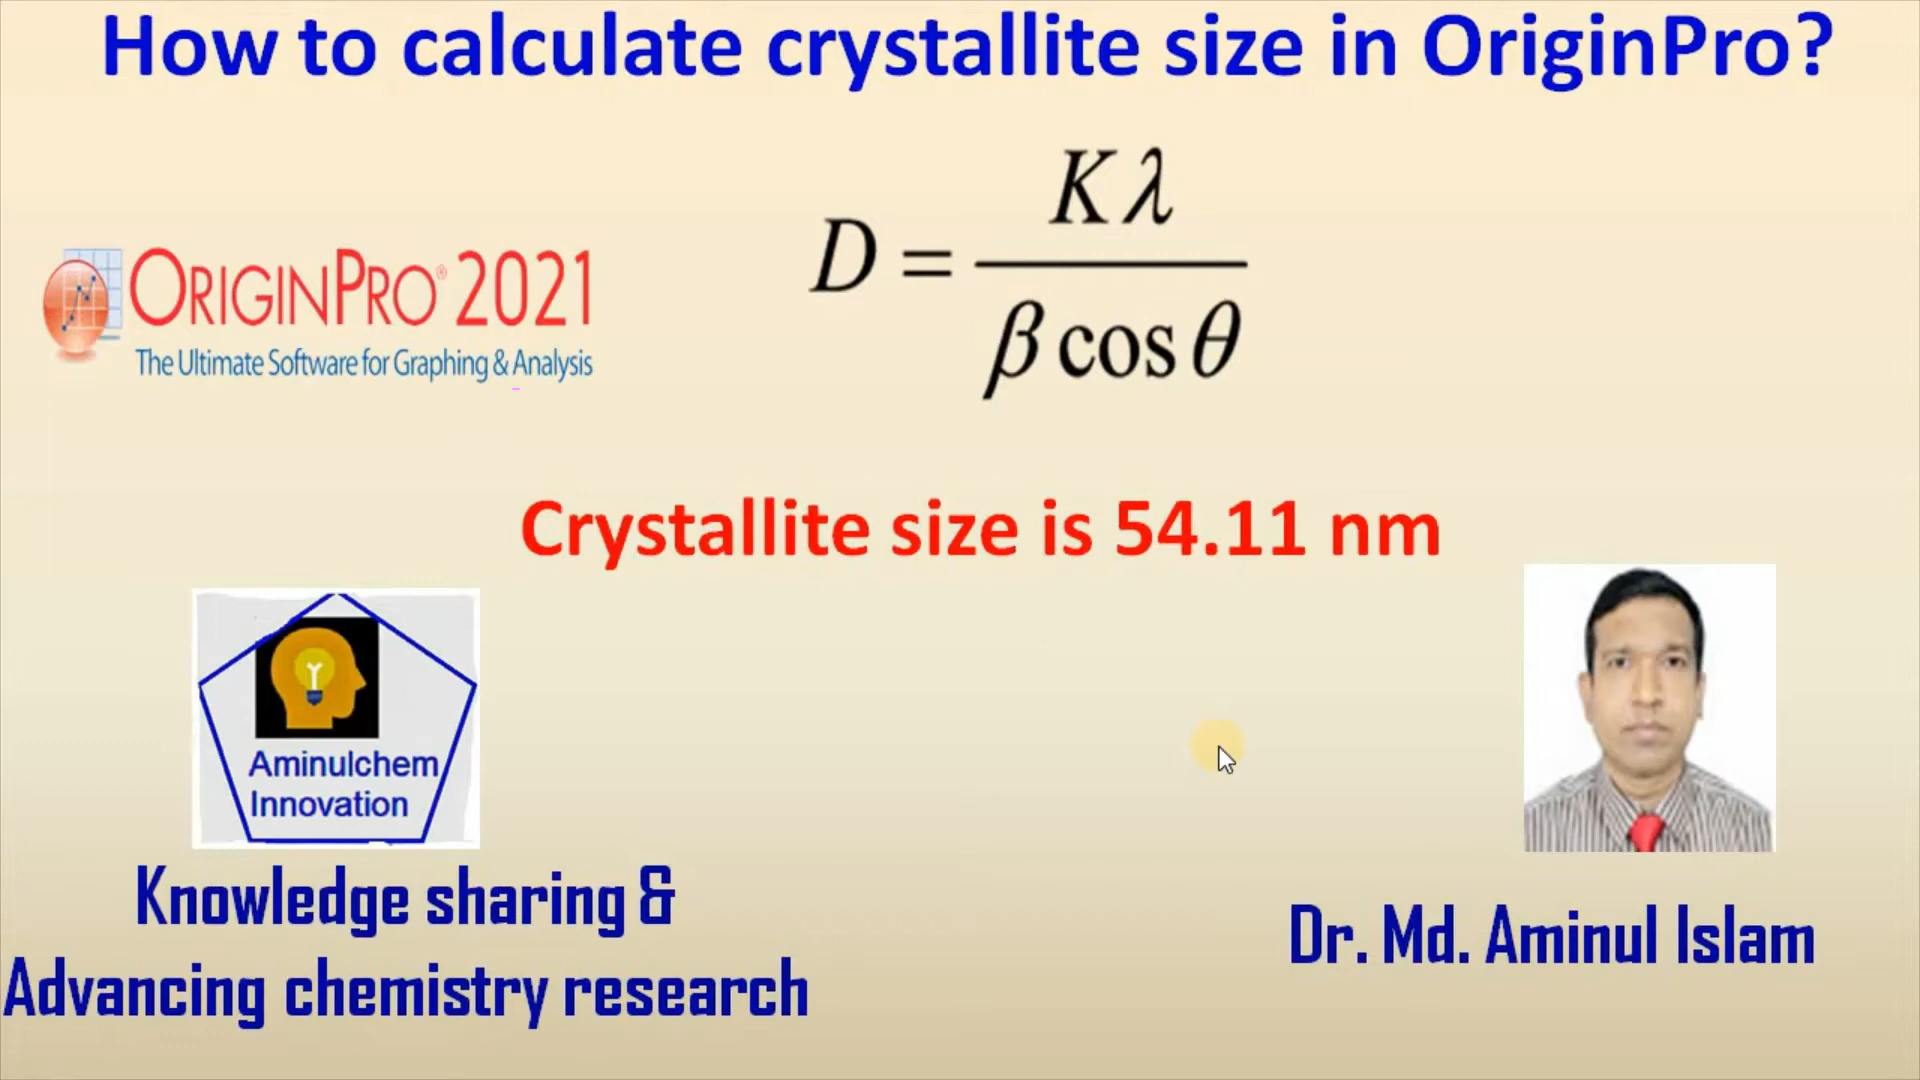 How to calculate crystallite size in OriginPro?
D = Kλ / β cos θ
ORIGINPRO® 2021
The Ultimate Software for Graphing & Analysis
Crystallite size is 54.11 nm
Aminulchem
Innovation
Knowledge sharing &
Advancing chemistry research
Dr. Md. Aminul Islam